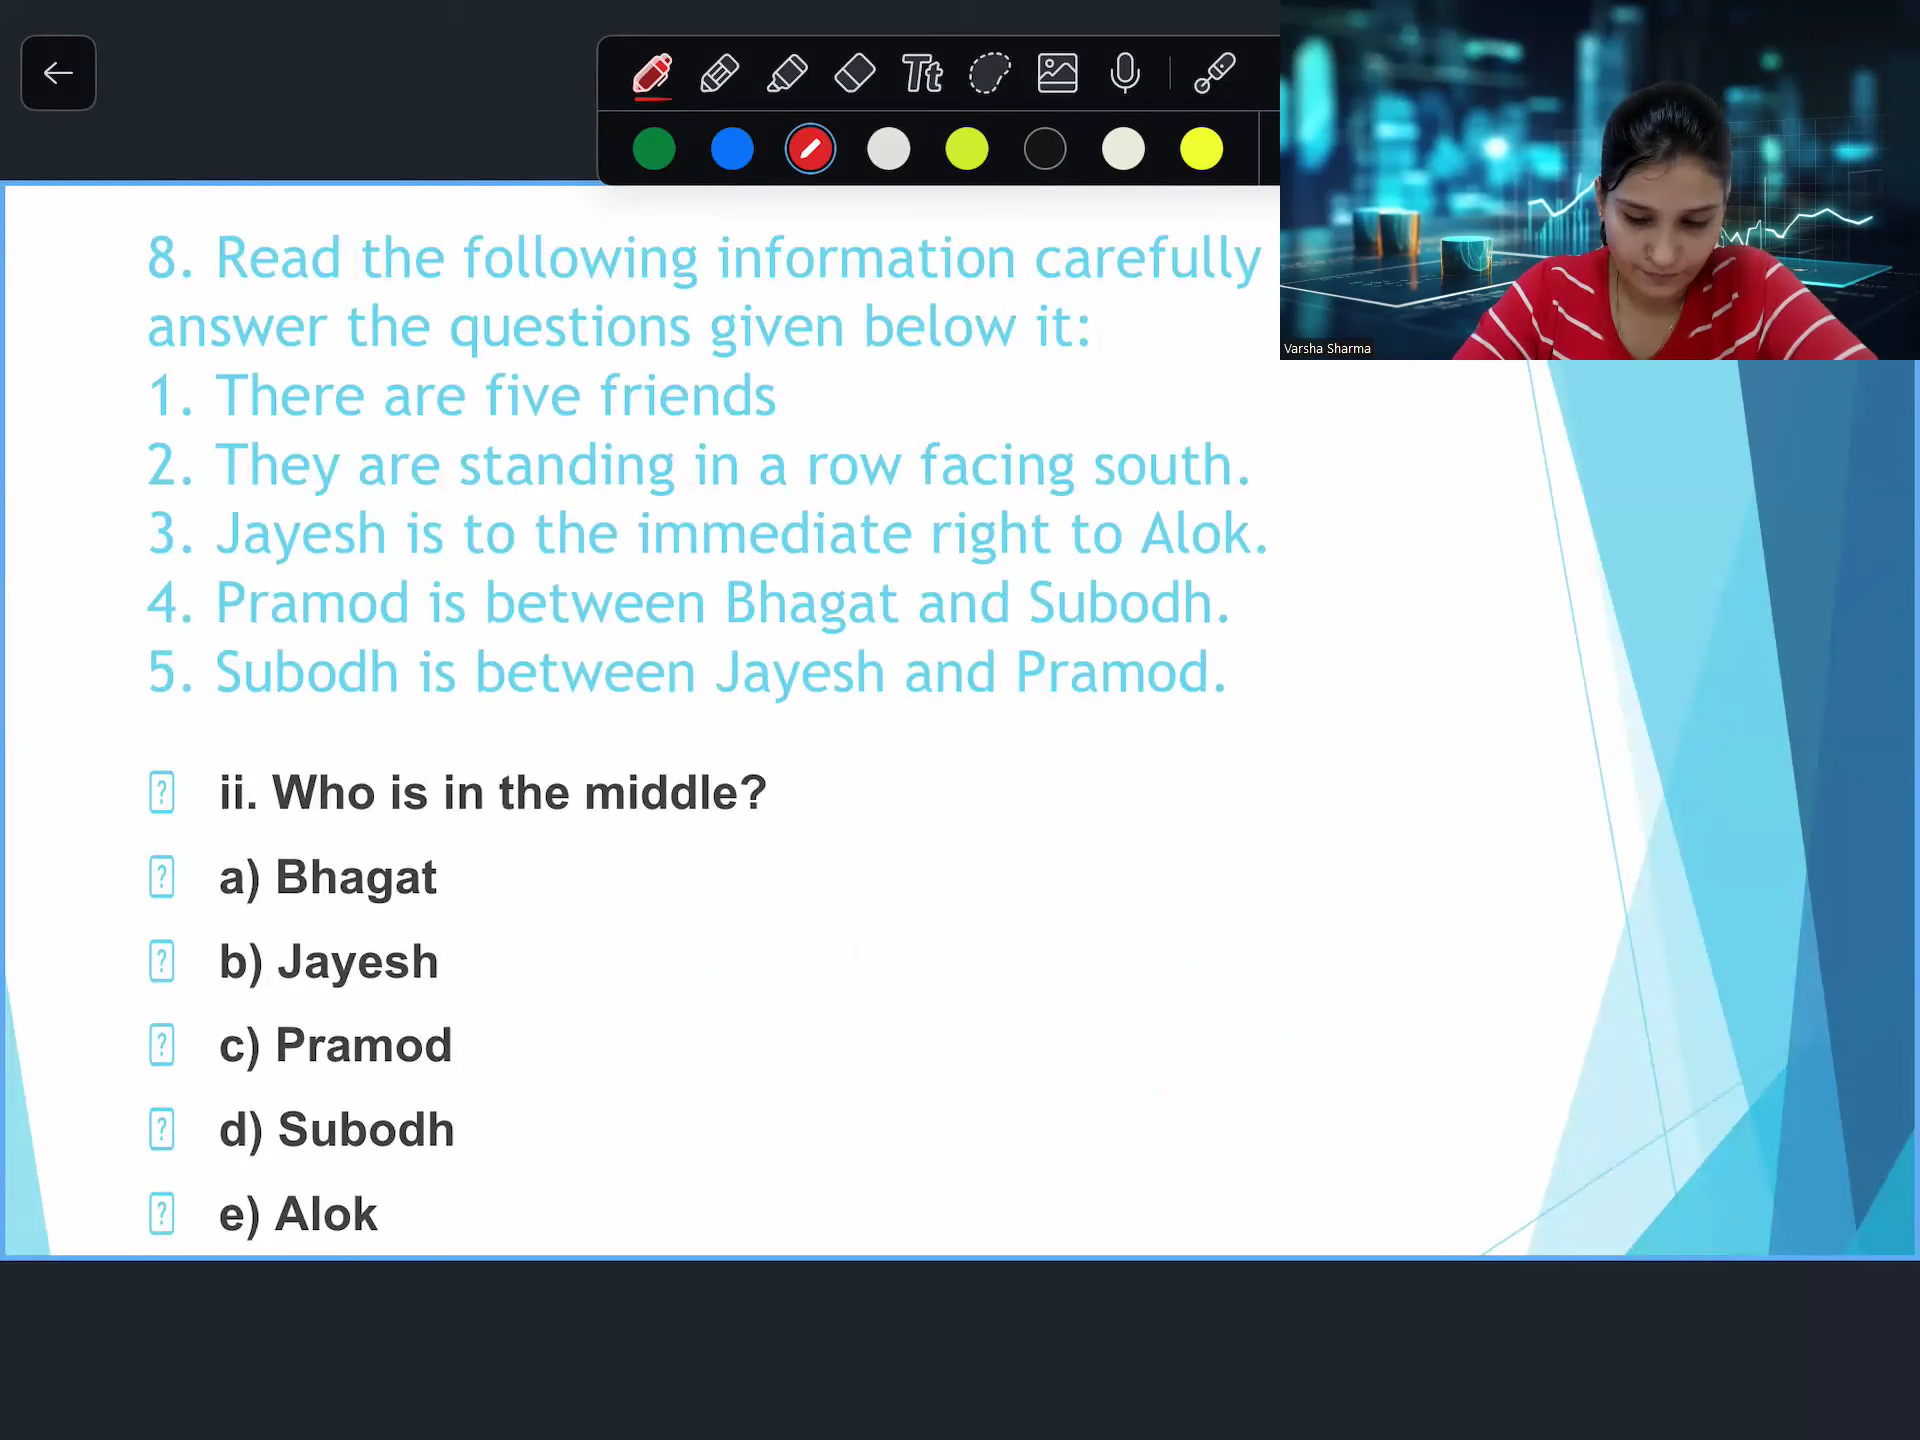 Tt
Varsha Sharma
8. Read the following information carefully
answer the questions given below it:
1. There are five friends
2. They are standing in a row facing south.
3. Jayesh is to the immediate right to Alok.
4. Pramod is between Bhagat and Subodh.
5. Subodh is between Jayesh and Pramod.
ii. Who is in the middle?
a) Bhagat
b) Jayesh
c) Pramod
d) Subodh
e) Alok